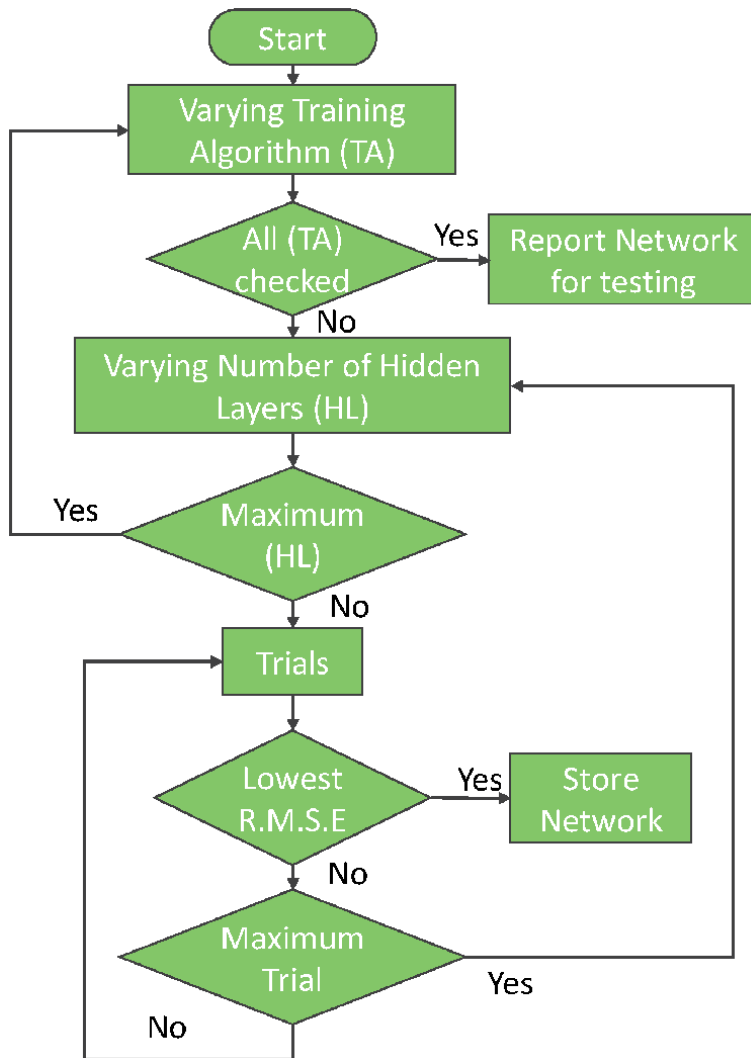 Start
Varying Training
Algorithm (TA)
All (TA)
checked
Yes
Report Network
for testing
No
Varying Number of Hidden
Layers (HL)
Yes
Maximum
(HL)
No
Trials
Lowest
R.M.S.E
Yes
Store
Network
No
Maximum
Trial
Yes
No